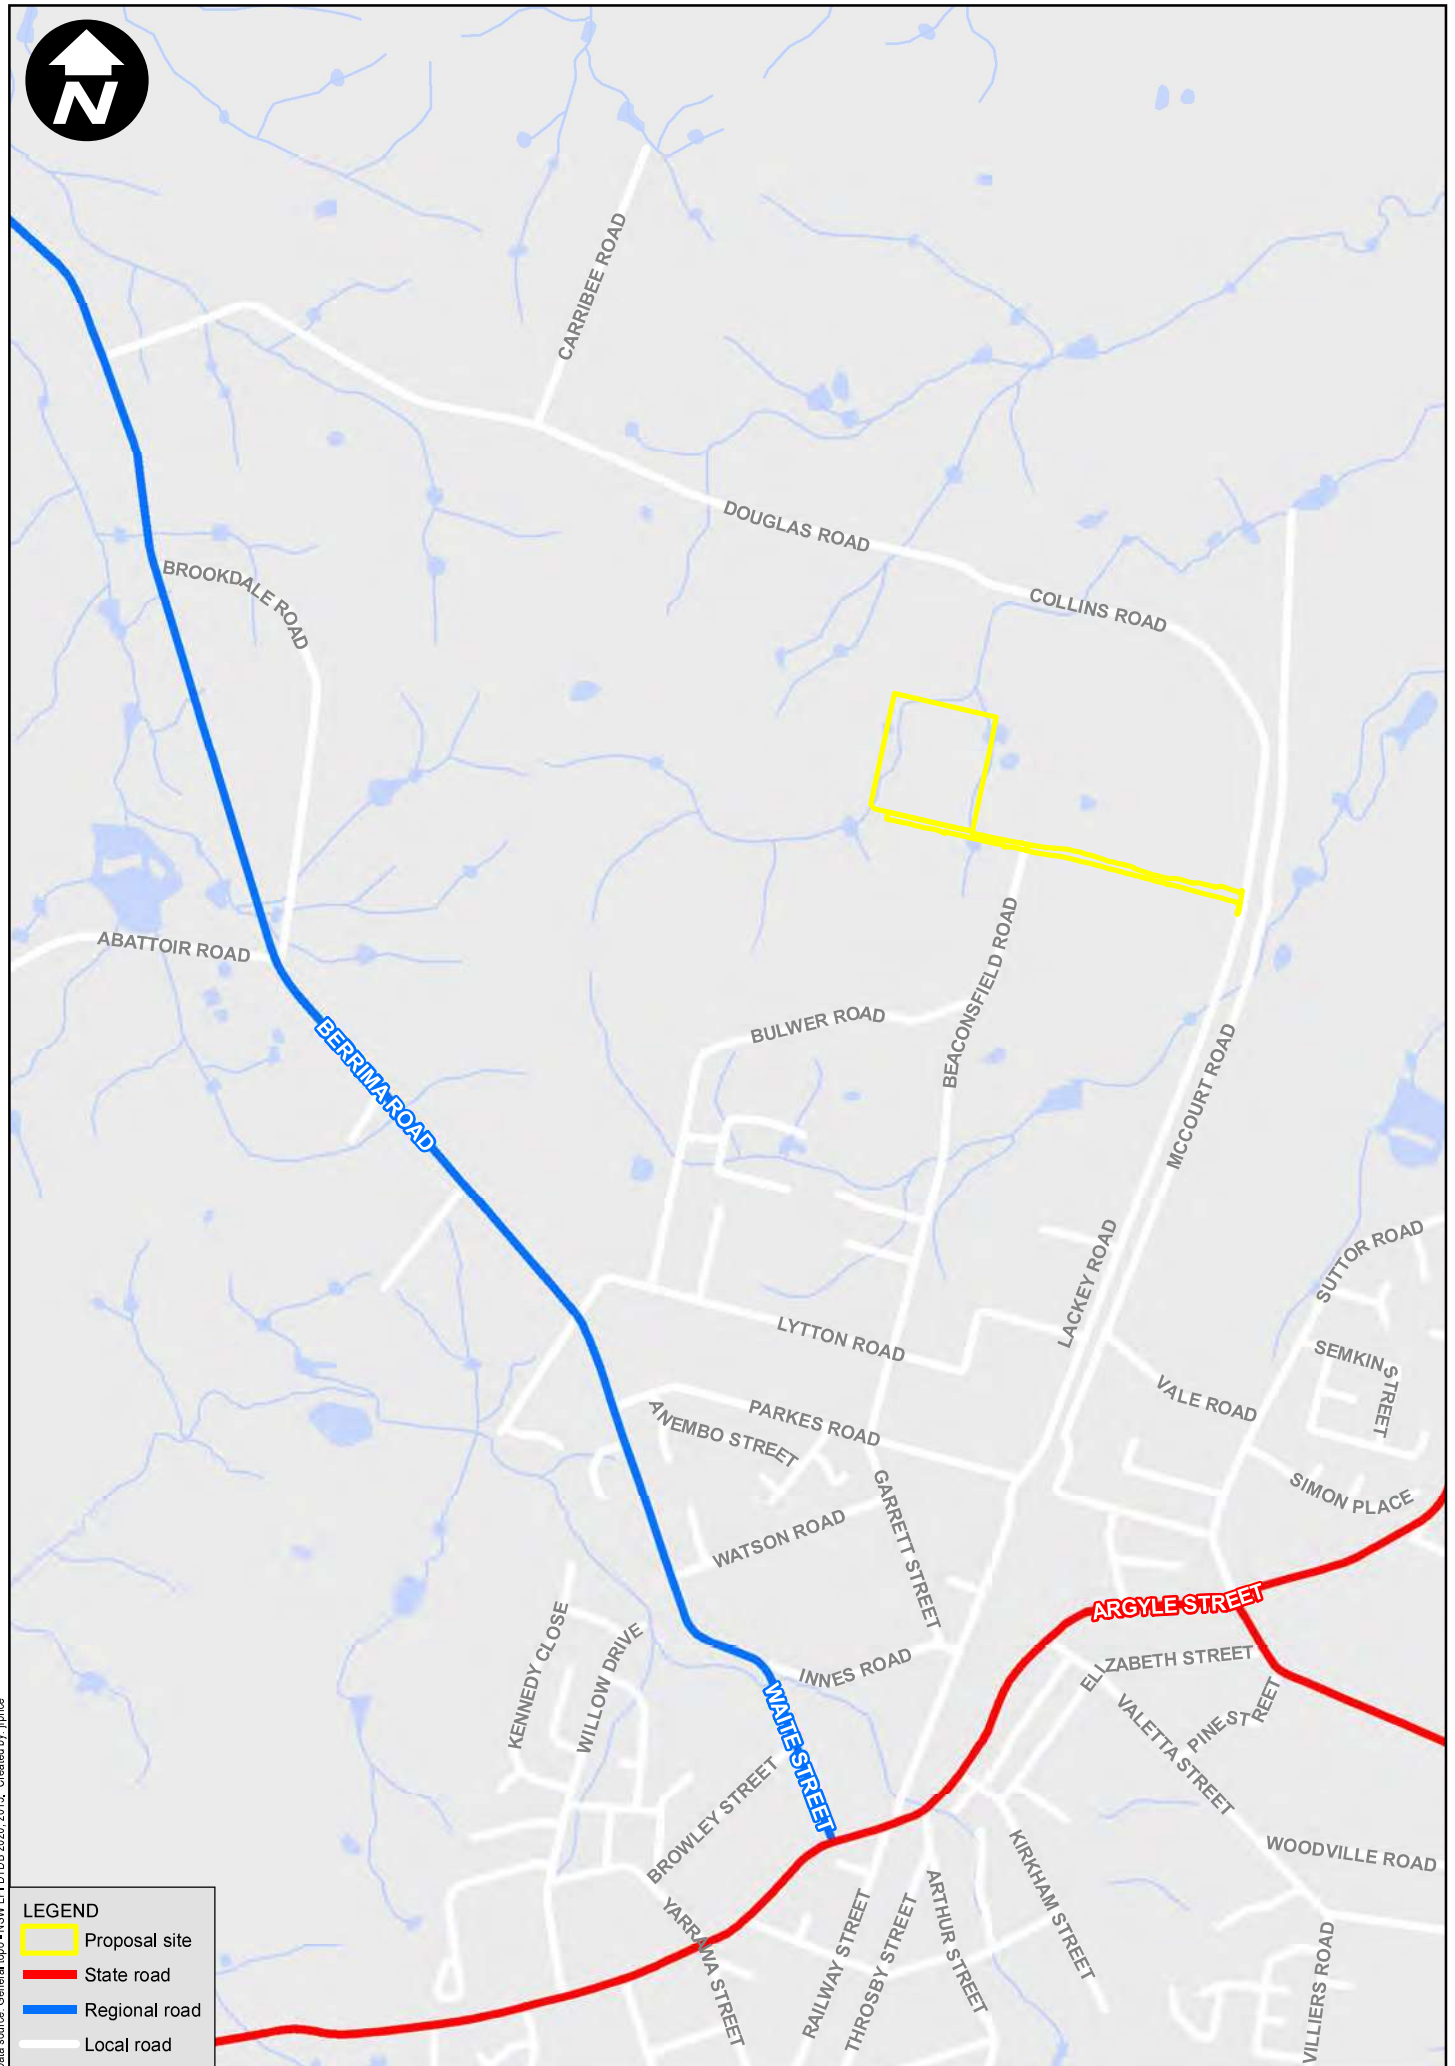 N
CARRIBEE ROAD
DOUGLAS ROAD
BROOKDALE ROAD
COLLINS ROAD
ABATTOIR ROAD
BEACONSFIELD ROAD
BULWER ROAD
BERRIMA ROAD
MCCOURT ROAD
LACKEY ROAD
SUTTOR ROAD
LYTTON ROAD
SEMKIN STREET
VALE ROAD
PARKES ROAD
ANEMBO STREET
SIMON PLACE
GARRETT STREET
WATSON ROAD
ARGYLE STREET
KENNEDY CLOSE
WILLOW DRIVE
INNES ROAD
ELIZABETH STREET
WAITE STREET
PINE STREET
VALETTA STREET
BROWLEY STREET
KIRKHAM STREET
WOODVILLE ROAD
YARRAWA STREET
RAILWAY STREET
THROSBY STREET
ARTHUR STREET
VILLIERS ROAD
LEGEND
Proposal site
State road
Regional road
Local road